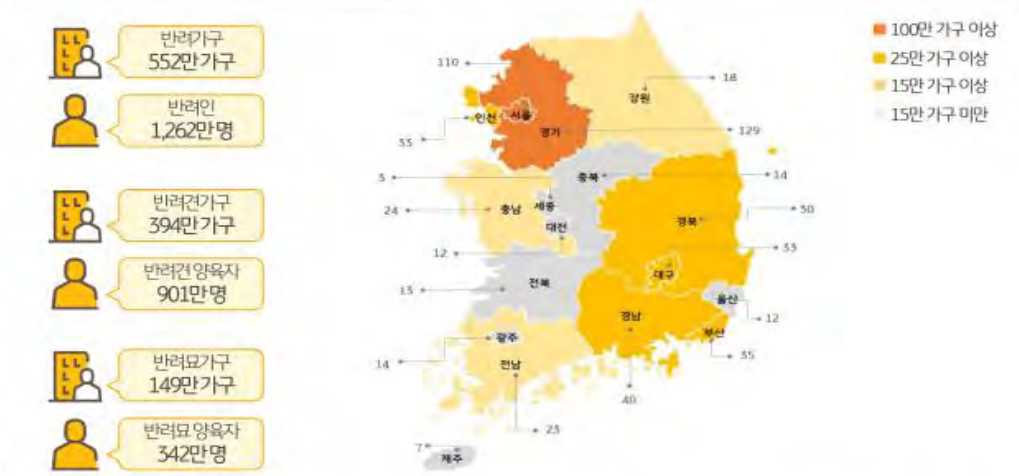 반려가구
552만 가구
반려인
1,262만 명
반려견가구
394만 가구
반려견 양육자
901만 명
반려묘가구
149만 가구
반려묘 양육자
342만 명
100만 가구 이상
25만 가구 이상
15만 가구 이상
15만 가구 미만
110
18
강원
인천
서울
경기
129
35
충북
14
5
세종
충남
24
대전
경북
50
53
12
대구
전북
13
울산
12
경남
부산
35
광주
14
전남
40
23
7
제주